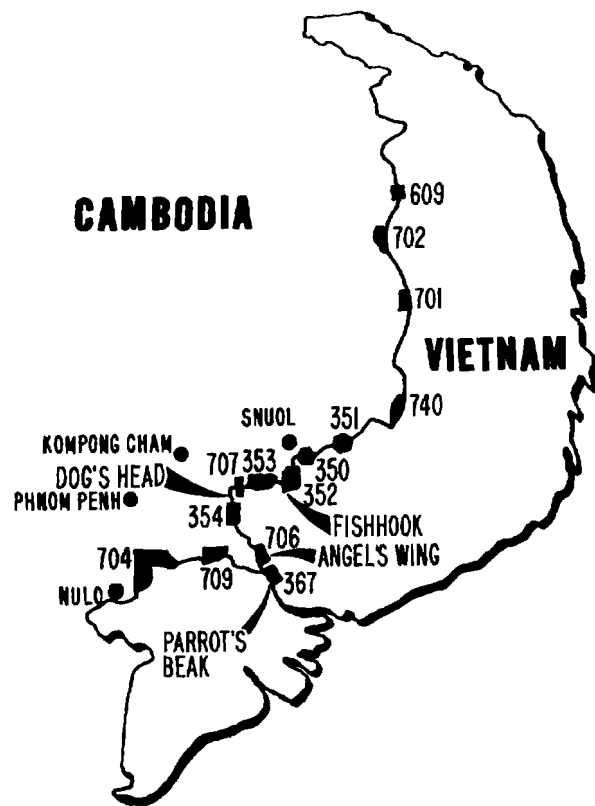 609
CAMBODIA
702
701
VIETNAM
740
SNUOL
351
KOMPONG CHAM
350
707
353
DOG'S HEAD
352
PHNOM PENH
354
FISHHOOK
706
ANGEL'S WING
704
709
367
NULO
PARROT'S
BEAK